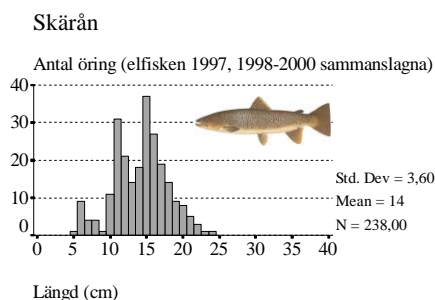 Skärån
Antal öring (elfisken 1997, 1998-2000 sammanslagna)
40
30
20
10
0
Std. Dev = 3,60
Mean = 14
N = 238,00
0 5 10 15 20 25 30 35 40
Längd (cm)